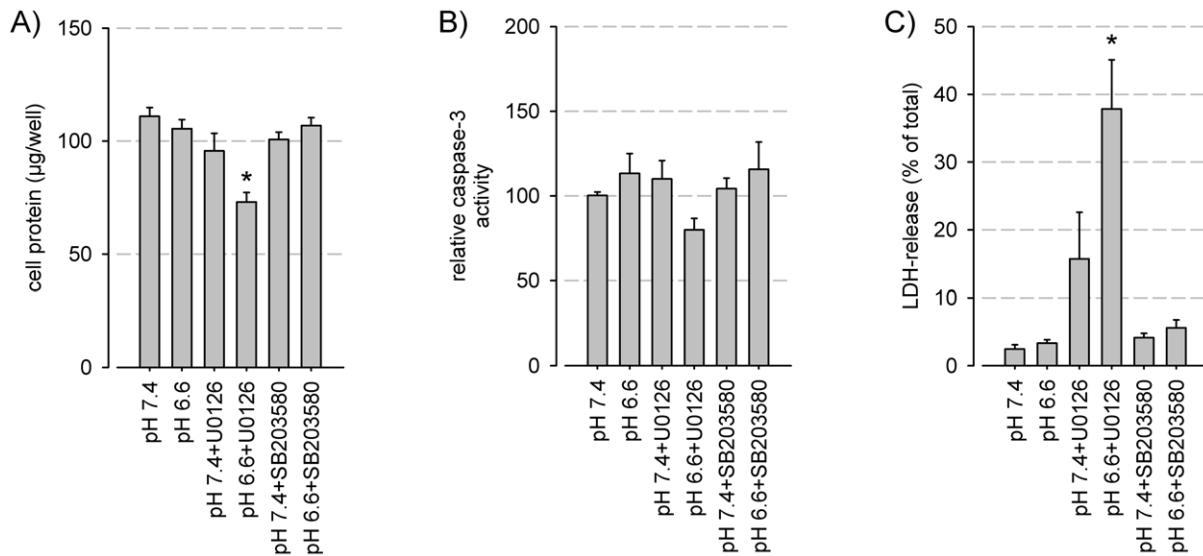 A)
cell protein (µg/well)
150
100
50
0
*
pH 7.4
pH 6.6
pH 7.4+U0126
pH 6.6+U0126
pH 7.4+SB203580
pH 6.6+SB203580
B)
relative caspase-3
activity
200
150
100
50
0
pH 7.4
pH 6.6
pH 7.4+U0126
pH 6.6+U0126
pH 7.4+SB203580
pH 6.6+SB203580
C)
LDH-release (% of total)
50
40
30
20
10
0
*
pH 7.4
pH 6.6
pH 7.4+U0126
pH 6.6+U0126
pH 7.4+SB203580
pH 6.6+SB203580